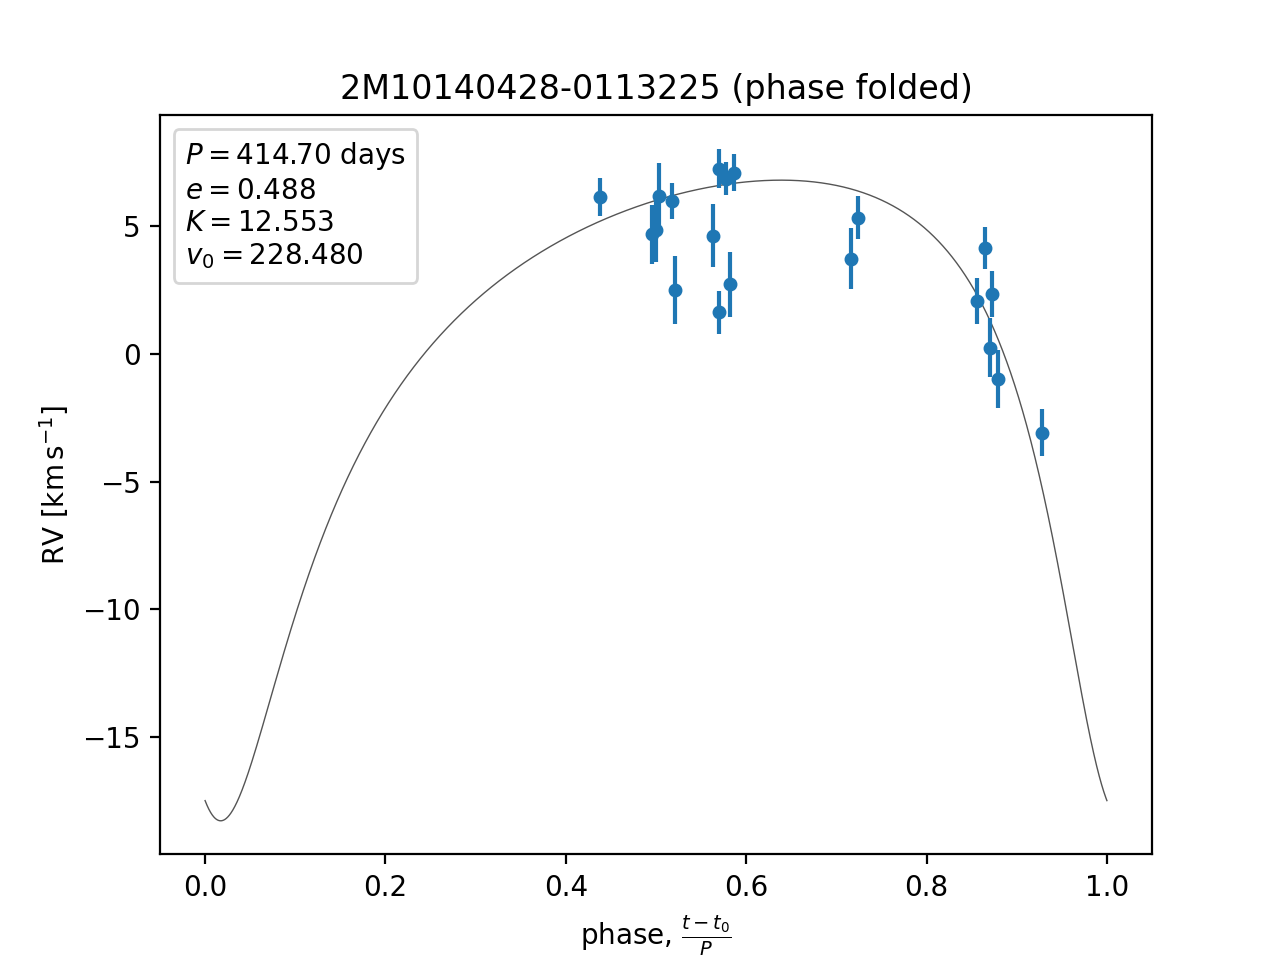 2M10140428-0113225 (phase folded)
P = 414.70 days
e = 0.488
K = 12.553
v₀ = 228.480
5
0
−5
−10
−15
RV [km s⁻¹]
0.0 0.2 0.4 0.6 0.8 1.0
phase, (t − t₀)/P